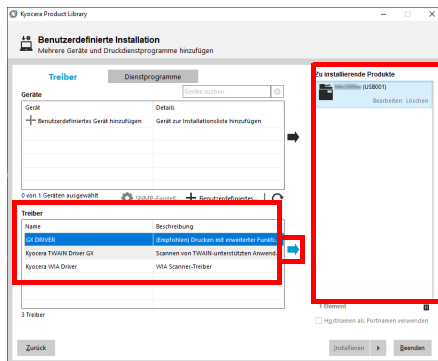 Kyocera Product Library
Benutzerdefinierte Installation
Mehrere Geräte und Druckdienstprogramme hinzufügen
Treiber
Dienstprogramme
Geräte
Geräte suchen
Gerät Details
Benutzerdefiniertes Gerät hinzufügen Gerät zur Installationsliste hinzufügen
0 von 1 Geräten ausgewählt SNMP-Einstell. Benutzerdefiniertes
Treiber
Name Beschreibung
GX DRIVER (Empfohlen) Drucken mit erweiterter Funkti...
Kyocera TWAIN Driver GX Scannen von TWAIN-unterstützten Anwend...
Kyocera WIA Driver WIA Scanner-Treiber
3 Treiber
Zu installierende Produkte
(USB001)
Bearbeiten Löschen
1 Element
Hostnamen als Portnamen verwenden
Zurück
Installieren
Beenden